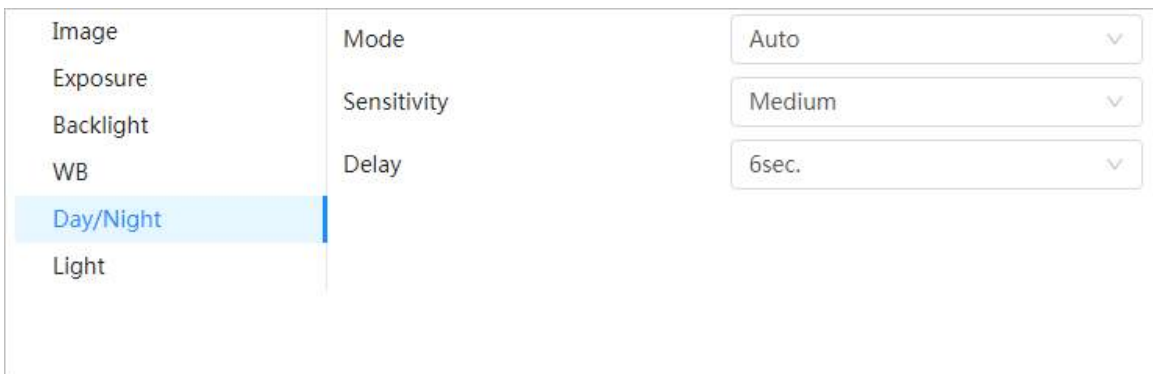 Image
Exposure
Backlight
WB
Day/Night
Light
Mode
Auto
Sensitivity
Medium
Delay
6sec.